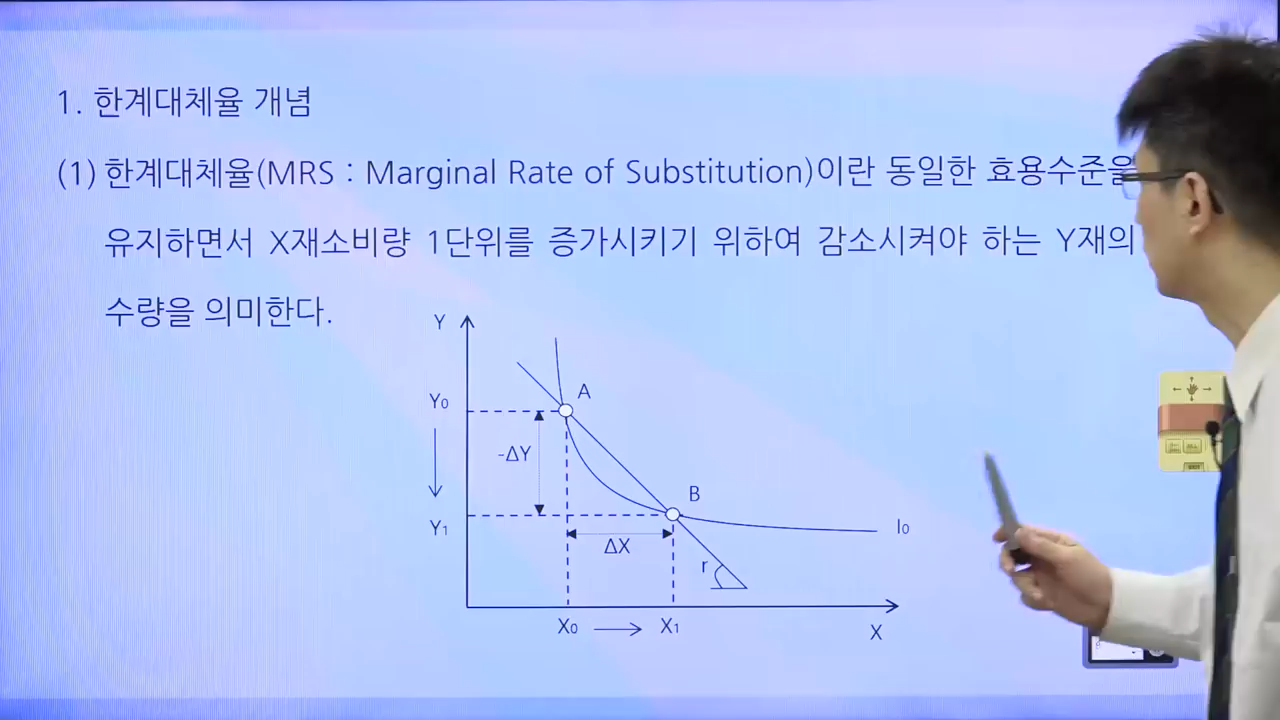 1. 한계대체율 개념
(1) 한계대체율(MRS : Marginal Rate of Substitution)이란 동일한 효용수준을
유지하면서 X재소비량 1단위를 증가시키기 위하여 감소시켜야 하는 Y재의
수량을 의미한다.
Y
Y0
A
-ΔY
B
Y1
I0
ΔX
r
X0
X1
X